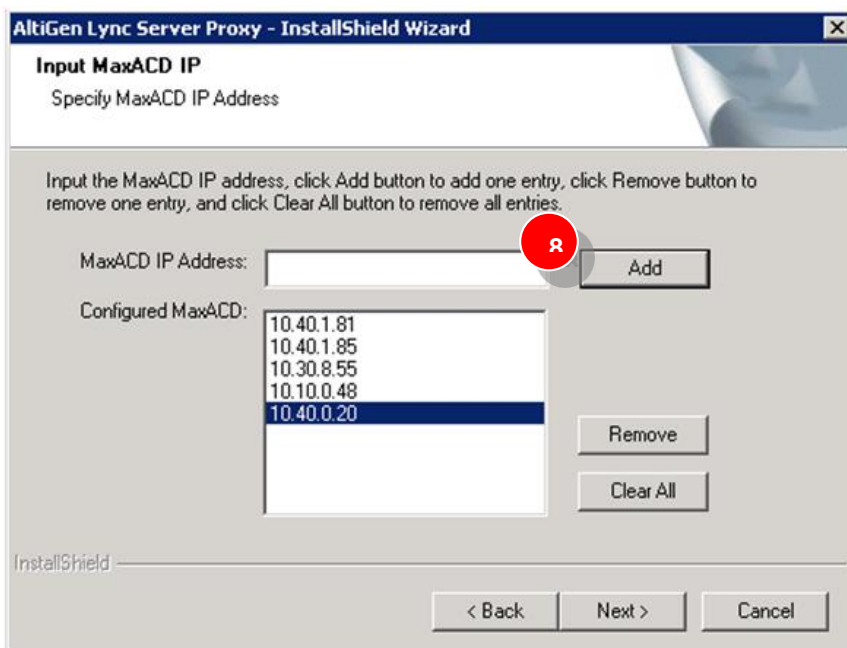 AltiGen Lync Server Proxy - InstallShield Wizard
Input MaxACD IP
Specify MaxACD IP Address
Input the MaxACD IP address, click Add button to add one entry, click Remove button to
remove one entry, and click Clear All button to remove all entries.
8
MaxACD IP Address:
Add
Configured MaxACD:
10.40.1.81
10.40.1.85
10.30.8.55
10.10.0.48
10.40.0.20
Remove
Clear All
InstallShield
< Back
Next >
Cancel